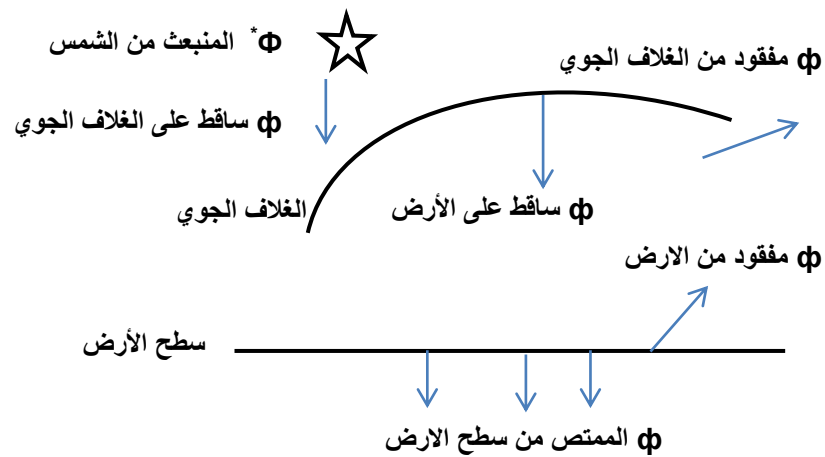 Φ* المنبعث من الشمس
ф مفقود من الغلاف الجوي
ф ساقط على الغلاف الجوي
الغلاف الجوي
ф ساقط على الأرض
ф مفقود من الارض
سطح الأرض
ф الممتص من سطح الارض